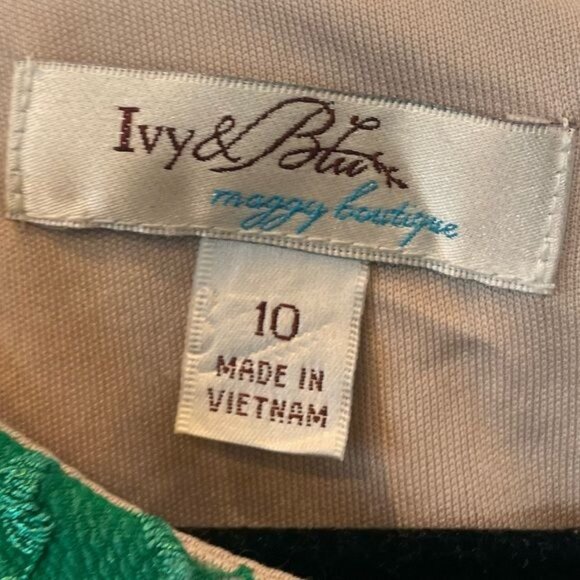 Ivy & Blu
maggy boutique
10
MADE IN
VIETNAM